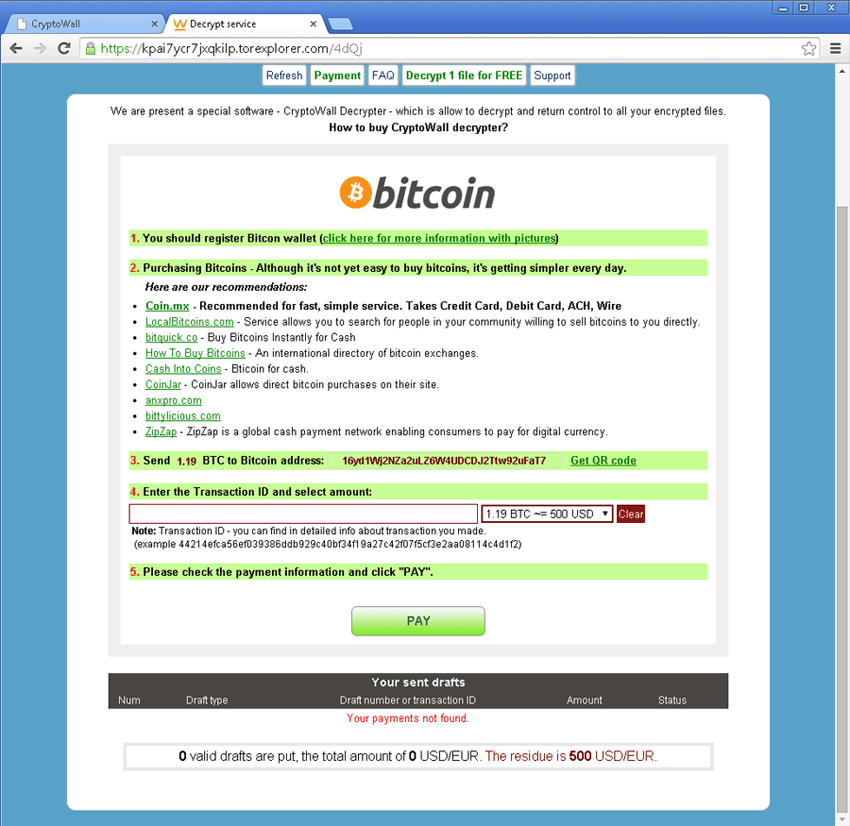 CryptoWall
Decrypt service
https://kpai7ycr7jxqkilp.torexplorer.com/4dQj
Refresh Payment FAQ Decrypt 1 file for FREE Support
We are present a special software - CryptoWall Decrypter - which is allow to decrypt and return control to all your encrypted files.
How to buy CryptoWall decrypter?
bitcoin
1. You should register Bitcon wallet (click here for more information with pictures)
2. Purchasing Bitcoins - Although it's not yet easy to buy bitcoins, it's getting simpler every day.
Here are our recommendations:
• Coin.mx - Recommended for fast, simple service. Takes Credit Card, Debit Card, ACH, Wire
• LocalBitcoins.com - Service allows you to search for people in your community willing to sell bitcoins to you directly.
• bitquick.co - Buy Bitcoins Instantly for Cash
• How To Buy Bitcoins - An international directory of bitcoin exchanges.
• Cash Into Coins - Bticoin for cash.
• CoinJar - CoinJar allows direct bitcoin purchases on their site.
• anxpro.com
• bittylicious.com
• ZipZap - ZipZap is a global cash payment network enabling consumers to pay for digital currency.
3. Send 1.19 BTC to Bitcoin address: 16yd1Wj2NZa2uLZ6W4UDCDJ2Ttw92uFaT7 Get QR code
4. Enter the Transaction ID and select amount:
1.19 BTC ~= 500 USD Clear
Note: Transaction ID - you can find in detailed info about transaction you made.
(example 44214efca56ef039386ddb929c40bf34f19a27c42f07f5cf3e2aa08114c4d1f2)
5. Please check the payment information and click "PAY".
PAY
Your sent drafts
Num Draft type Draft number or transaction ID Amount Status
Your payments not found.
0 valid drafts are put, the total amount of 0 USD/EUR. The residue is 500 USD/EUR.